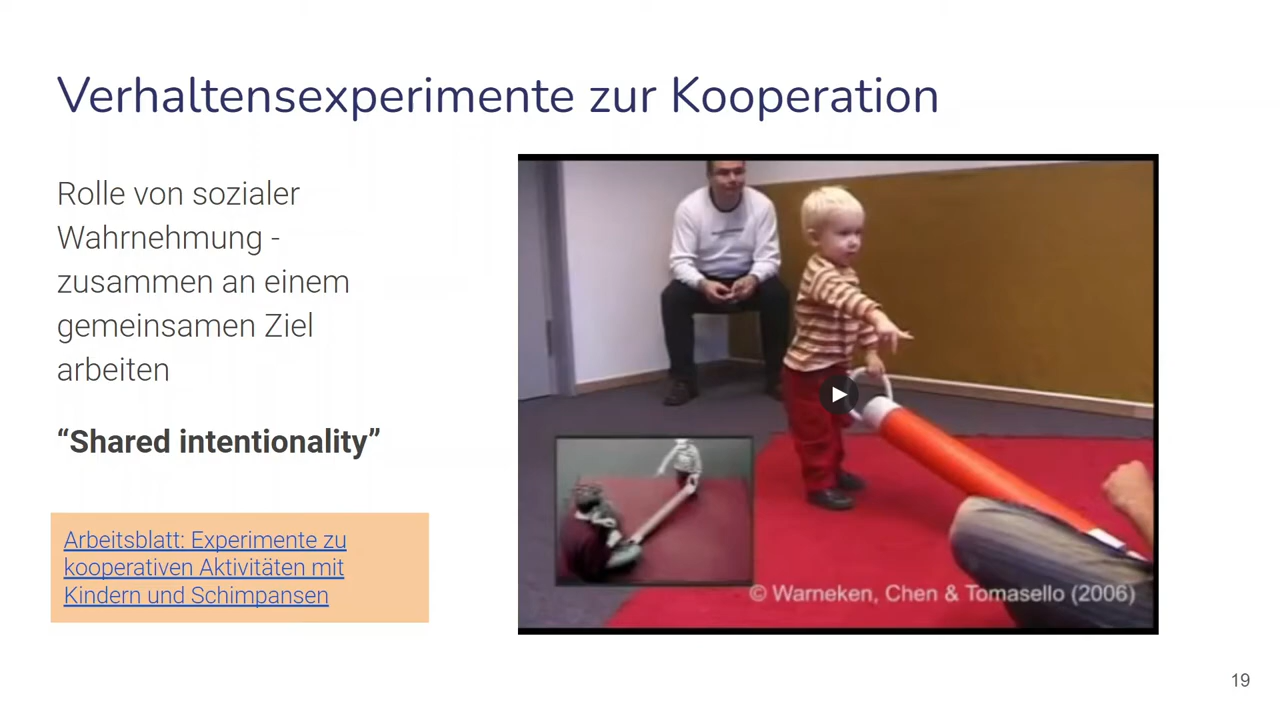 Verhaltensexperimente zur Kooperation
Rolle von sozialer
Wahrnehmung -
zusammen an einem
gemeinsamen Ziel
arbeiten
“Shared intentionality”
Arbeitsblatt: Experimente zu
kooperativen Aktivitäten mit
Kindern und Schimpansen
© Warneken, Chen & Tomasello (2006)
19